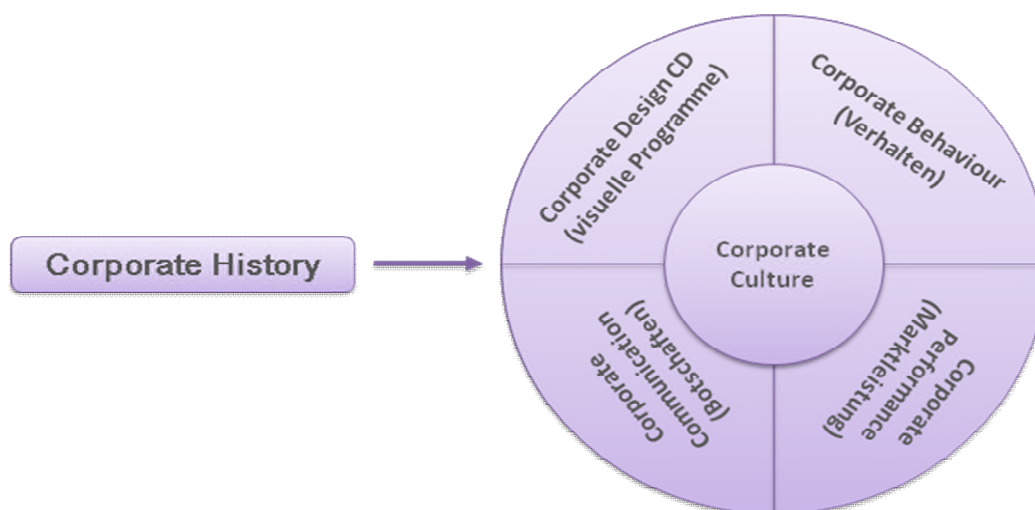 Corporate History
Corporate Design CD
(visuelle Programme)
Corporate Behaviour
(Verhalten)
Corporate
Culture
Corporate
Communication
(Botschaften)
Corporate
Performance
(Marktleistung)